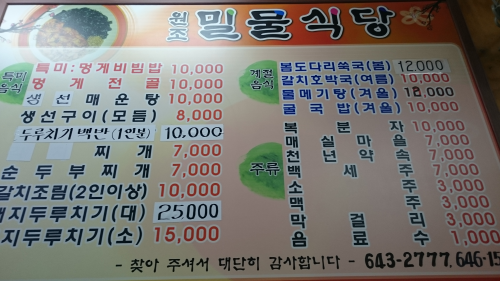 원조 밀물식당
특미음식
특미:멍게비빔밥 10,000
멍게전골 10,000
생선매운탕 10,000
생선구이(모듬) 8,000
두루치기백반(1인분) 10,000
찌개 7,000
순두부찌개 7,000
갈치조림(2인이상) 10,000
돼지두루치기(대) 25000
돼지두루치기(소) 15,000
계절음식
봄도다리쑥국(봄) 12,000
갈치호박국(여름) 10,000
물메기탕(겨울) 12,000
굴국밥(겨울) 10,000
주류
복분자 10,000
매실마을 7,000
천년약속 7,000
백세주 7,000
소주 3,000
맥주 3,000
막걸리 3,000
음료수 1,000
- 찾아 주셔서 대단히 감사합니다 - 643-2777, 646-15